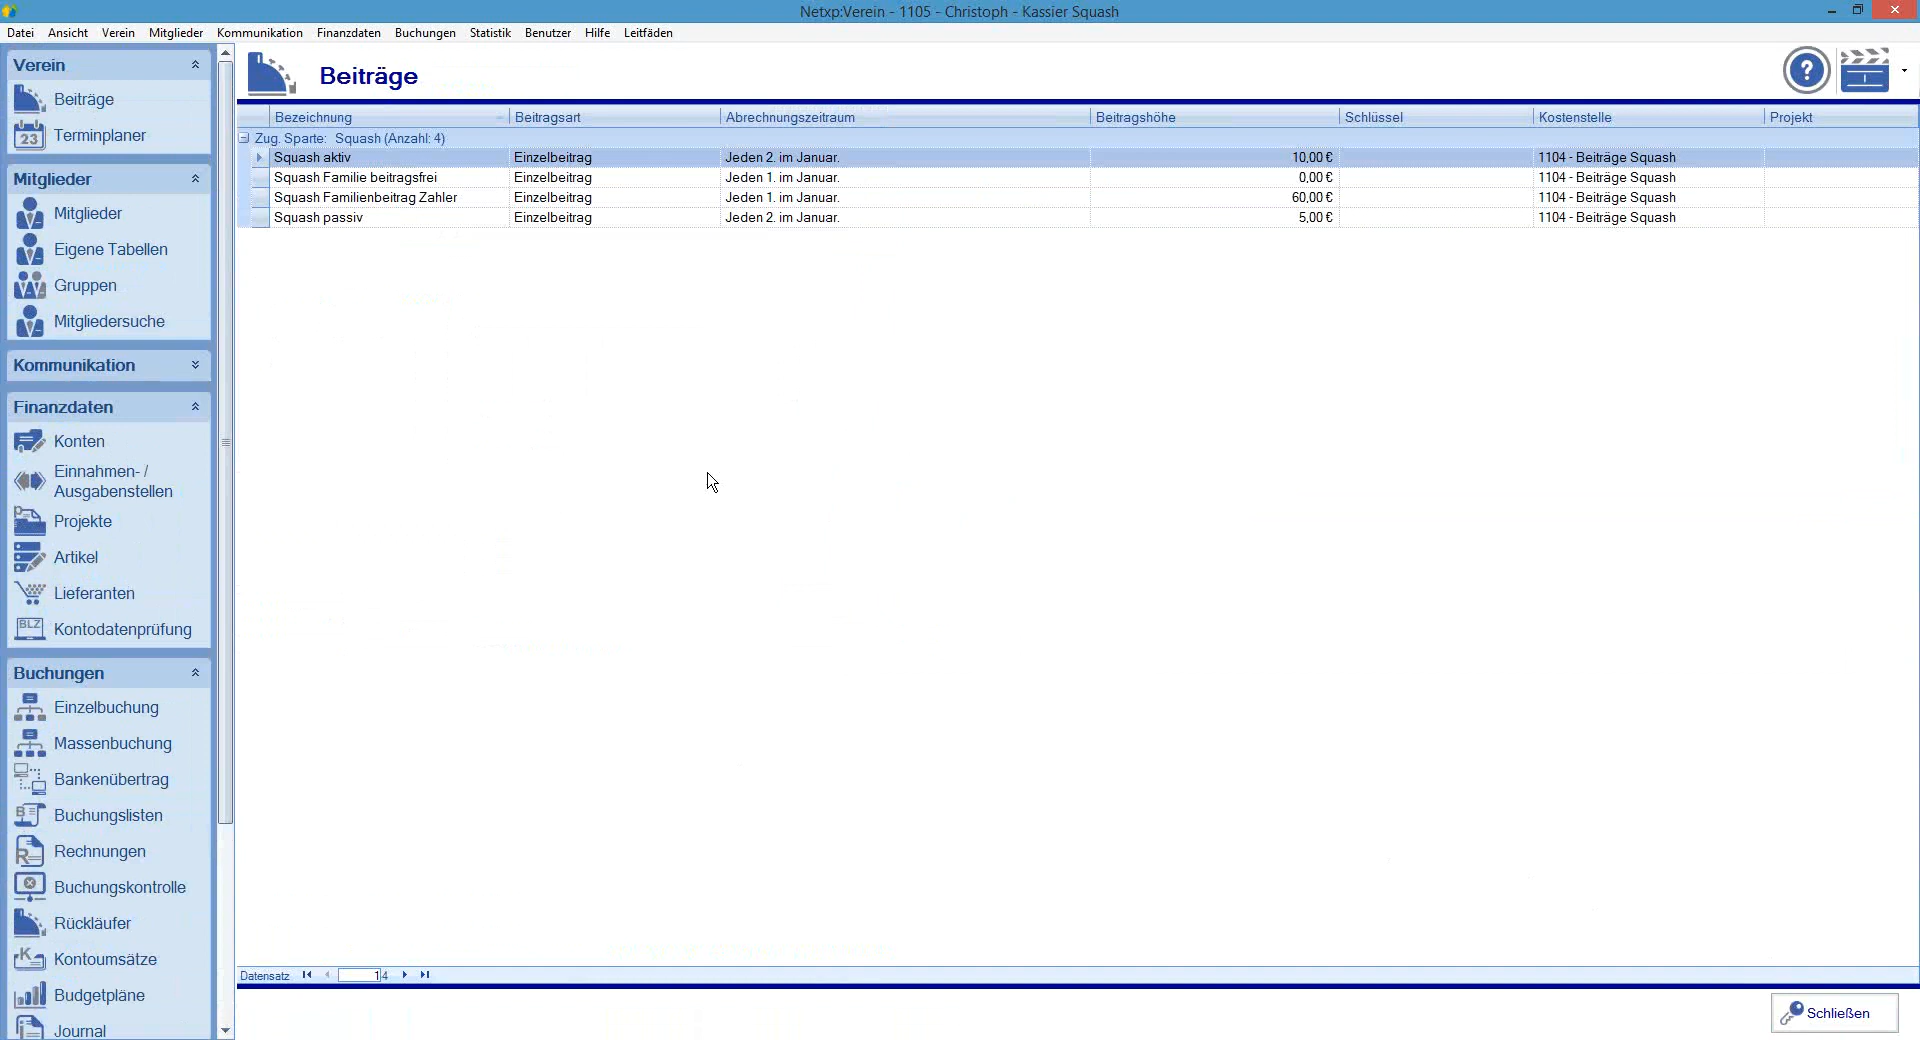 Netxp:Verein - 1105 - Christoph - Kassier Squash
Datei Ansicht Verein Mitglieder Kommunikation Finanzdaten Buchungen Statistik Benutzer Hilfe Leitfäden
Verein
Beiträge
23 Terminplaner
Mitglieder
Mitglieder
Eigene Tabellen
Gruppen
Mitgliedersuche
Kommunikation
Finanzdaten
Konten
Einnahmen- /
Ausgabenstellen
Projekte
Artikel
Lieferanten
BLZ Kontodatenprüfung
Buchungen
Einzelbuchung
Massenbuchung
Bankenübertrag
B Buchungslisten
R Rechnungen
Buchungskontrolle
Rückläufer
K Kontoumsätze
Budgetpläne
Journal
Beiträge
?
Bezeichnung Beitragsart Abrechnungszeitraum Beitragshöhe Schlüssel Kostenstelle Projekt
Zug. Sparte: Squash (Anzahl: 4)
Squash aktiv Einzelbeitrag Jeden 2. im Januar. 10,00 € 1104 - Beiträge Squash
Squash Familie beitragsfrei Einzelbeitrag Jeden 1. im Januar. 0,00 € 1104 - Beiträge Squash
Squash Familienbeitrag Zahler Einzelbeitrag Jeden 1. im Januar. 60,00 € 1104 - Beiträge Squash
Squash passiv Einzelbeitrag Jeden 2. im Januar. 5,00 € 1104 - Beiträge Squash
Datensatz 1 4
Schließen